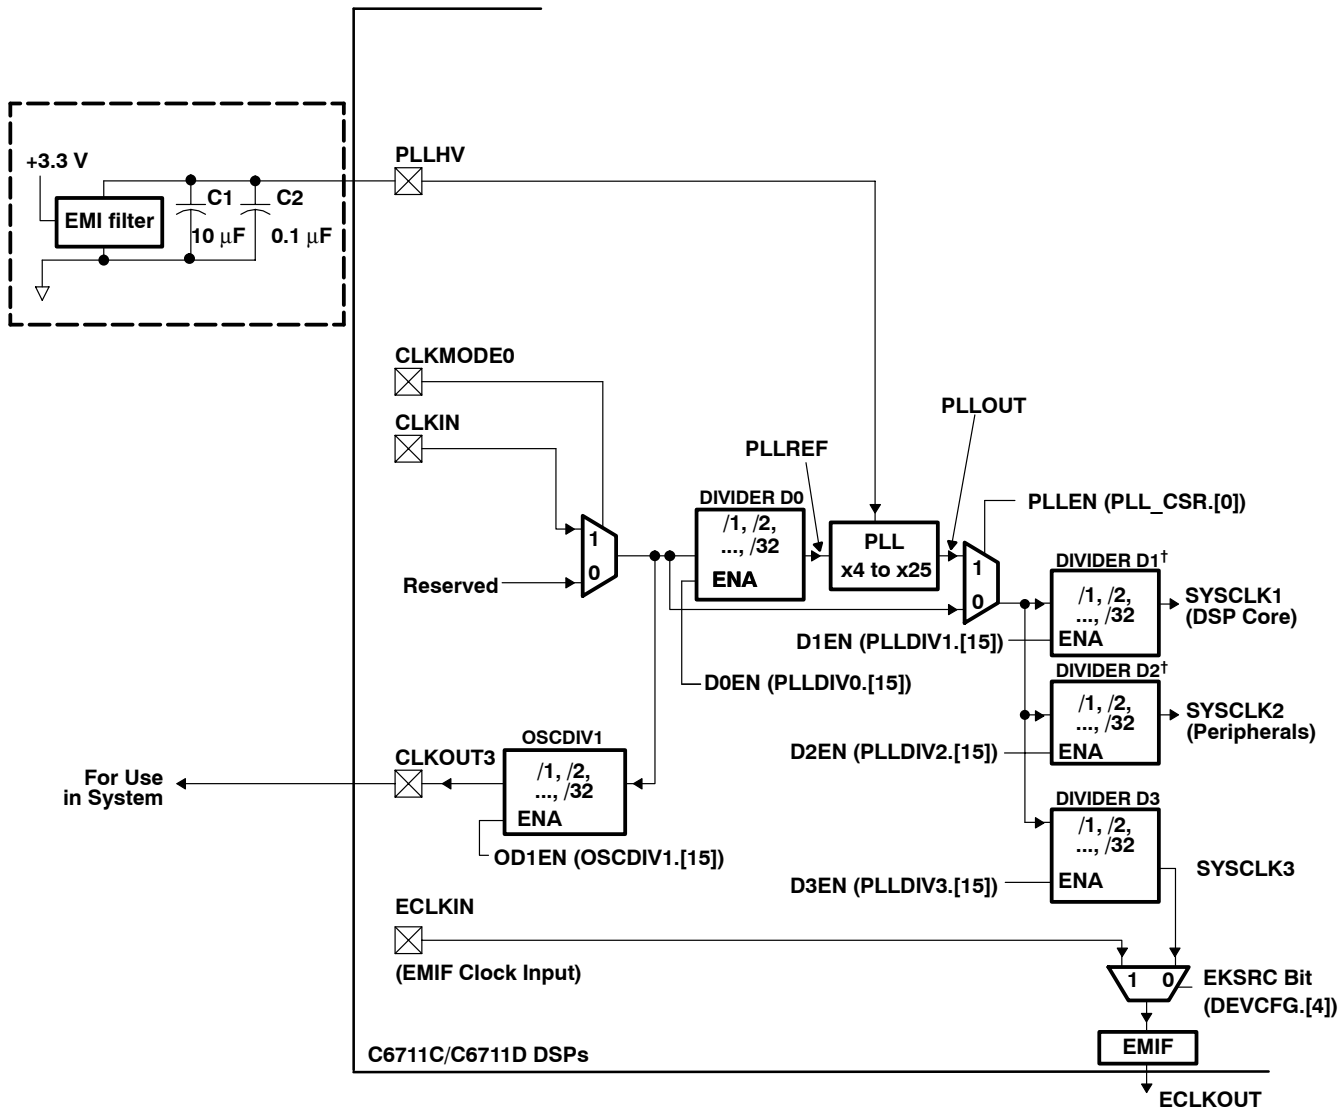 +3.3 V
EMI filter
C1
C2
10 μF
0.1 μF
PLLHV
CLKMODE0
CLKIN
Reserved
1
0
PLLREF
PLLOUT
DIVIDER D0
/1, /2,
..., /32
ENA
PLL
x4 to x25
PLLEN (PLL_CSR.[0])
1
0
DIVIDER D1†
/1, /2,
..., /32
ENA
SYSCLK1
(DSP Core)
D1EN (PLLDIV1.[15])
D0EN (PLLDIV0.[15])
DIVIDER D2†
/1, /2,
..., /32
ENA
SYSCLK2
(Peripherals)
D2EN (PLLDIV2.[15])
For Use
in System
CLKOUT3
OSCDIV1
/1, /2,
..., /32
ENA
OD1EN (OSCDIV1.[15])
DIVIDER D3
/1, /2,
..., /32
ENA
SYSCLK3
D3EN (PLLDIV3.[15])
ECLKIN
(EMIF Clock Input)
1 0
EKSRC Bit
(DEVCFG.[4])
EMIF
C6711C/C6711D DSPs
ECLKOUT